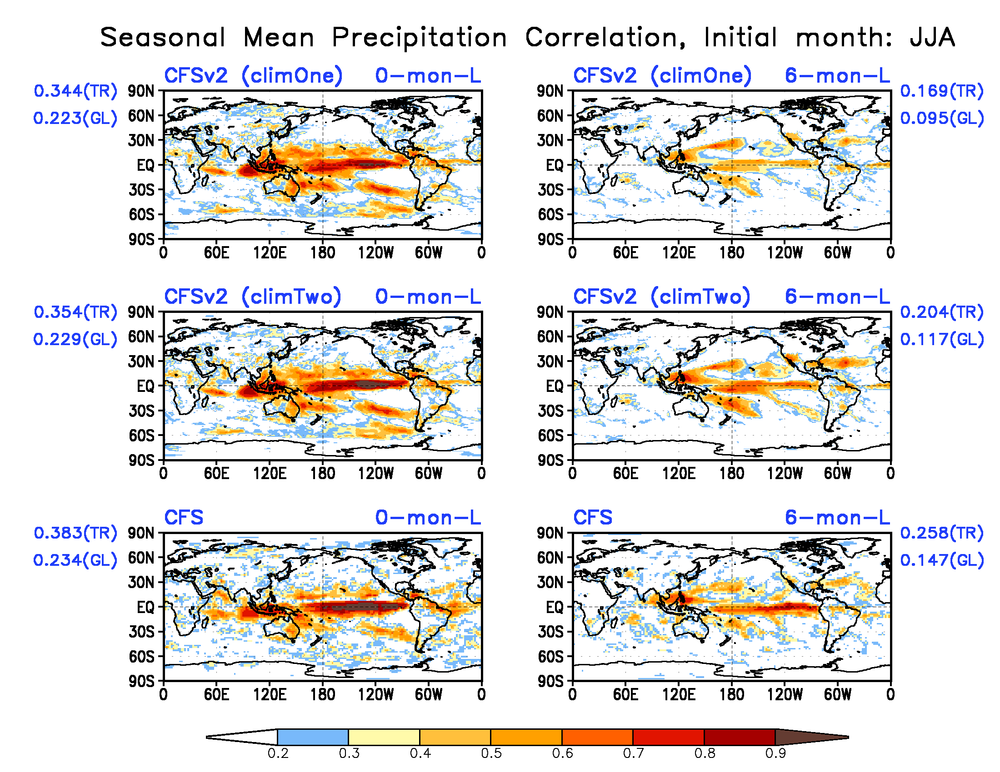 Seasonal Mean Precipitation Correlation, Initial month: JJA
CFSv2 (climOne) 0-mon-L
0.344(TR)
0.223(GL)
90N
60N
30N
EQ
30S
60S
90S
0 60E 120E 180 120W 60W 0
CFSv2 (climOne) 6-mon-L
0.169(TR)
0.095(GL)
90N
60N
30N
EQ
30S
60S
90S
0 60E 120E 180 120W 60W 0
CFSv2 (climTwo) 0-mon-L
0.354(TR)
0.229(GL)
90N
60N
30N
EQ
30S
60S
90S
0 60E 120E 180 120W 60W 0
CFSv2 (climTwo) 6-mon-L
0.204(TR)
0.117(GL)
90N
60N
30N
EQ
30S
60S
90S
0 60E 120E 180 120W 60W 0
CFS 0-mon-L
0.383(TR)
0.234(GL)
90N
60N
30N
EQ
30S
60S
90S
0 60E 120E 180 120W 60W 0
CFS 6-mon-L
0.258(TR)
0.147(GL)
90N
60N
30N
EQ
30S
60S
90S
0 60E 120E 180 120W 60W 0
0.2 0.3 0.4 0.5 0.6 0.7 0.8 0.9